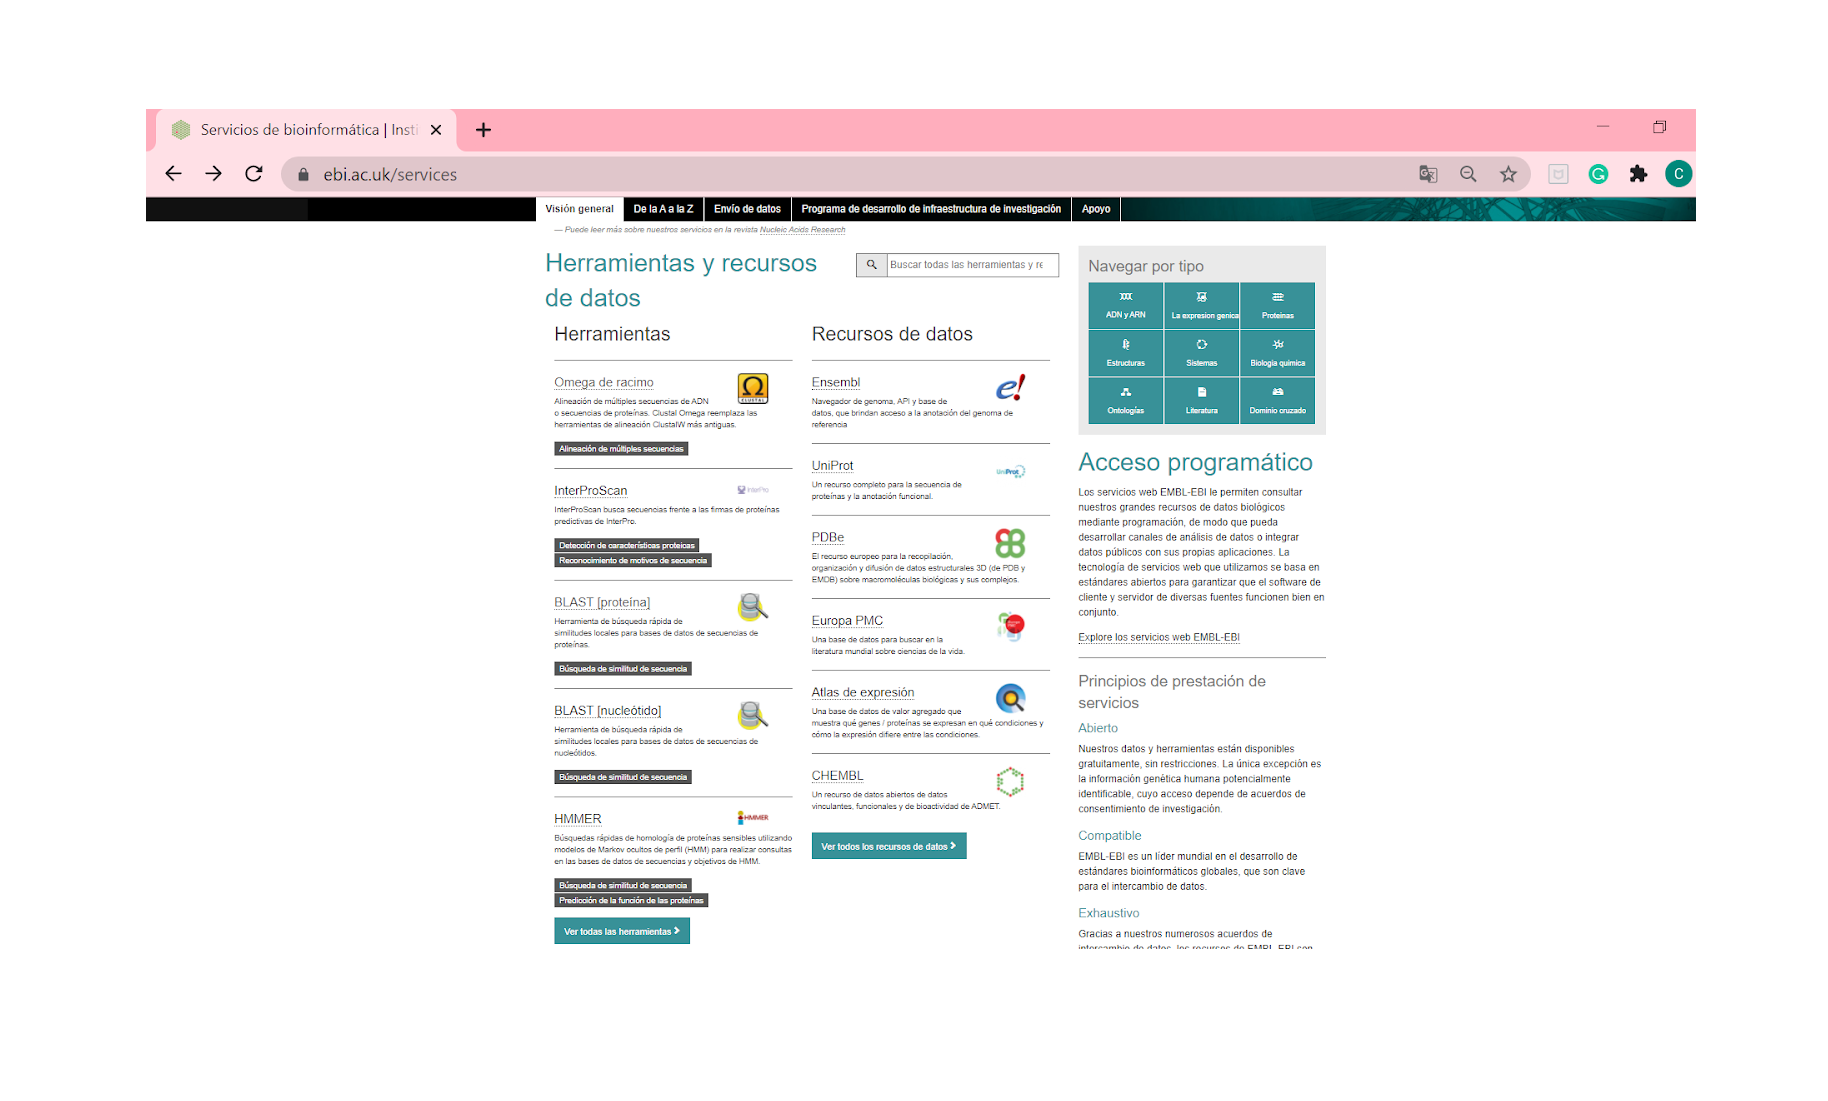 Servicios de bioinformática | Insti
ebi.ac.uk/services
Visión general
De la A a la Z
Envío de datos
Programa de desarrollo de infraestructura de investigación
Apoyo
— Puede leer más sobre nuestros servicios en la revista Nucleic Acids Research
Herramientas y recursos
de datos
Buscar todas las herramientas y re
Herramientas
Omega de racimo
CLUSTAL
Alineación de múltiples secuencias de ADN
o secuencias de proteínas. Clustal Omega reemplaza las
herramientas de alineación ClustalW más antiguas.
Alineación de múltiples secuencias
InterProScan
InterPro
InterProScan busca secuencias frente a las firmas de proteínas
predictivas de InterPro.
Detección de características proteicas
Reconocimiento de motivos de secuencia
BLAST [proteína]
Herramienta de búsqueda rápida de
similitudes locales para bases de datos de secuencias de
proteínas.
Búsqueda de similitud de secuencia
BLAST [nucleótido]
Herramienta de búsqueda rápida de
similitudes locales para bases de datos de secuencias de
nucleótidos.
Búsqueda de similitud de secuencia
HMMER
HMMER
Búsquedas rápidas de homología de proteínas sensibles utilizando
modelos de Markov ocultos de perfil (HMM) para realizar consultas
en las bases de datos de secuencias y objetivos de HMM.
Búsqueda de similitud de secuencia
Predicción de la función de las proteínas
Ver todas las herramientas
Recursos de datos
Ensembl
e!
Navegador de genoma, API y base de
datos, que brindan acceso a la anotación del genoma de
referencia
UniProt
UniProt
Un recurso completo para la secuencia de
proteínas y la anotación funcional.
PDBe
El recurso europeo para la recopilación,
organización y difusión de datos estructurales 3D (de PDB y
EMDB) sobre macromoléculas biológicas y sus complejos.
Europa PMC
Una base de datos para buscar en la
literatura mundial sobre ciencias de la vida.
Atlas de expresión
Una base de datos de valor agregado que
muestra qué genes / proteínas se expresan en qué condiciones y
cómo la expresión difiere entre las condiciones.
CHEMBL
Un recurso de datos abiertos de datos
vinculantes, funcionales y de bioactividad de ADMET.
Ver todos los recursos de datos
Navegar por tipo
ADN y ARN
La expresion genica
Proteinas
Estructuras
Sistemas
Biología química
Ontologías
Literatura
Dominio cruzado
Acceso programático
Los servicios web EMBL-EBI le permiten consultar
nuestros grandes recursos de datos biológicos
mediante programación, de modo que pueda
desarrollar canales de análisis de datos o integrar
datos públicos con sus propias aplicaciones. La
tecnología de servicios web que utilizamos se basa en
estándares abiertos para garantizar que el software de
cliente y servidor de diversas fuentes funcionen bien en
conjunto.
Explore los servicios web EMBL-EBI
Principios de prestación de
servicios
Abierto
Nuestros datos y herramientas están disponibles
gratuitamente, sin restricciones. La única excepción es
la información genética humana potencialmente
identificable, cuyo acceso depende de acuerdos de
consentimiento de investigación.
Compatible
EMBL-EBI es un líder mundial en el desarrollo de
estándares bioinformáticos globales, que son clave
para el intercambio de datos.
Exhaustivo
Gracias a nuestros numerosos acuerdos de
intercambio de datos, los recursos de EMBL-EBI son